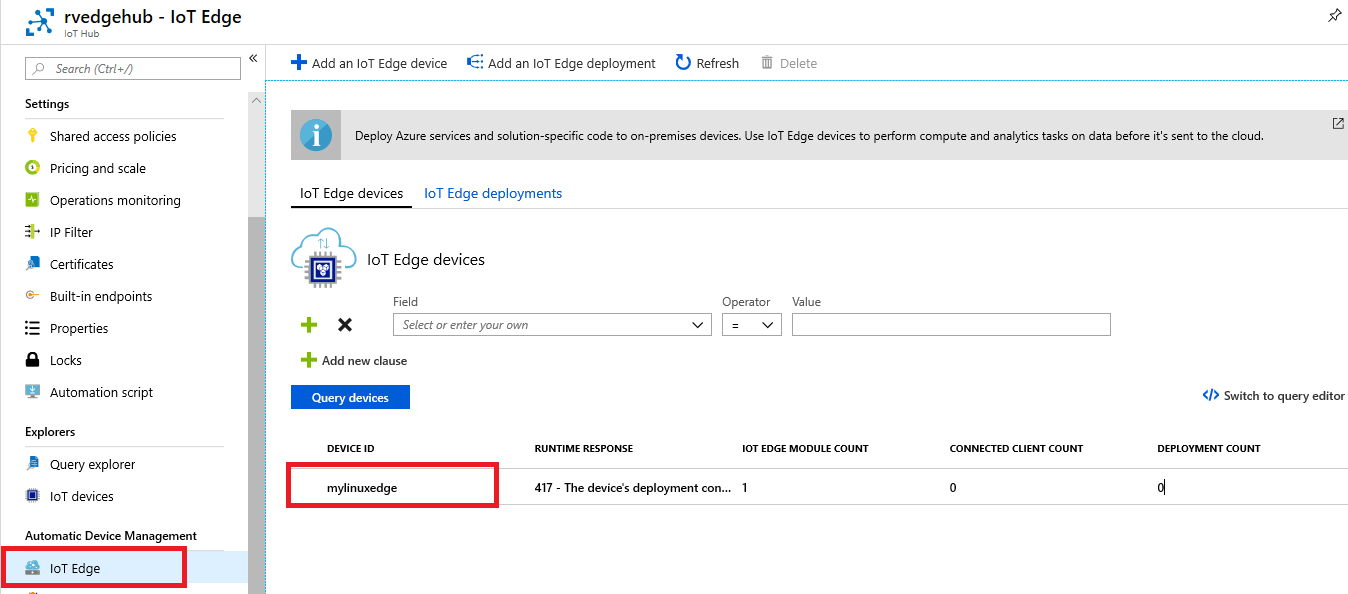 rvedgehub - IoT Edge
IoT Hub
Search (Ctrl+/)
«
Settings
Shared access policies
Pricing and scale
Operations monitoring
IP Filter
Certificates
Built-in endpoints
Properties
Locks
Automation script
Explorers
Query explorer
IoT devices
Automatic Device Management
IoT Edge
Add an IoT Edge device Add an IoT Edge deployment Refresh Delete
Deploy Azure services and solution-specific code to on-premises devices. Use IoT Edge devices to perform compute and analytics tasks on data before it's sent to the cloud.
IoT Edge devices IoT Edge deployments
IoT Edge devices
Field Operator Value
Select or enter your own =
Add new clause
Query devices
</> Switch to query editor
DEVICE ID RUNTIME RESPONSE IOT EDGE MODULE COUNT CONNECTED CLIENT COUNT DEPLOYMENT COUNT
mylinuxedge 417 - The device's deployment con... 1 0 0